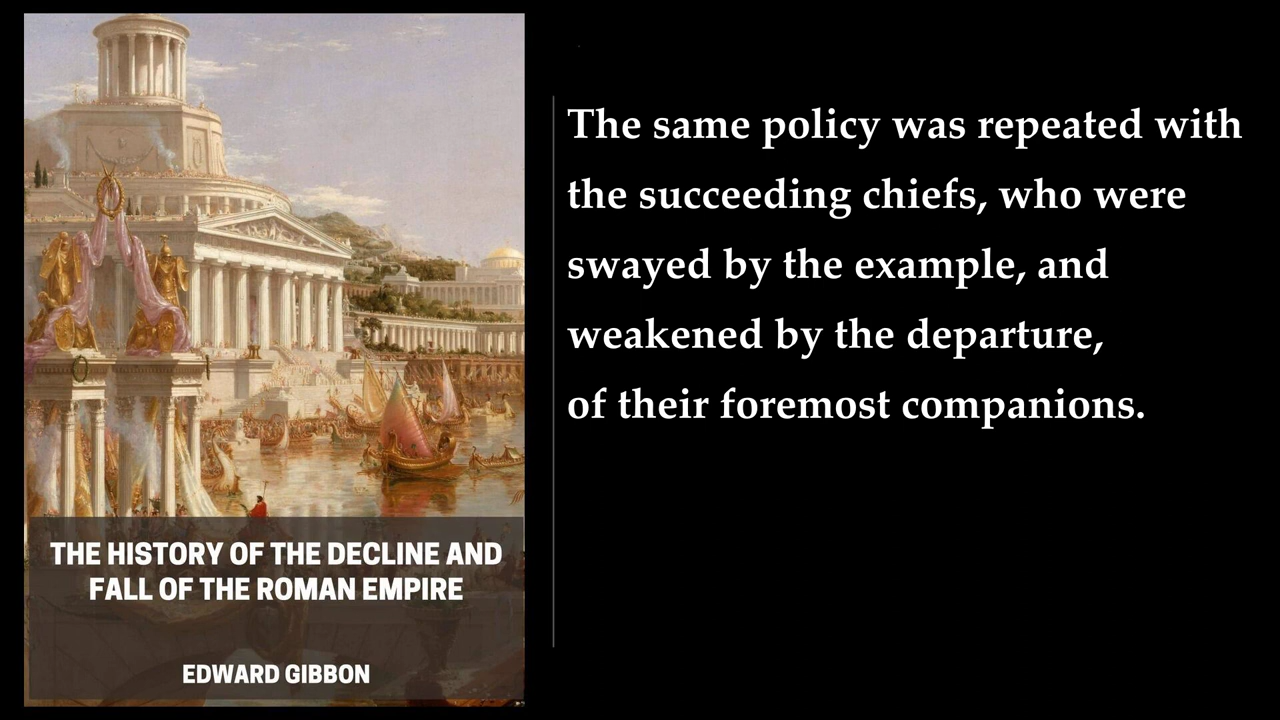 THE HISTORY OF THE DECLINE AND
FALL OF THE ROMAN EMPIRE
EDWARD GIBBON
The same policy was repeated with
the succeeding chiefs, who were
swayed by the example, and
weakened by the departure,
of their foremost companions.